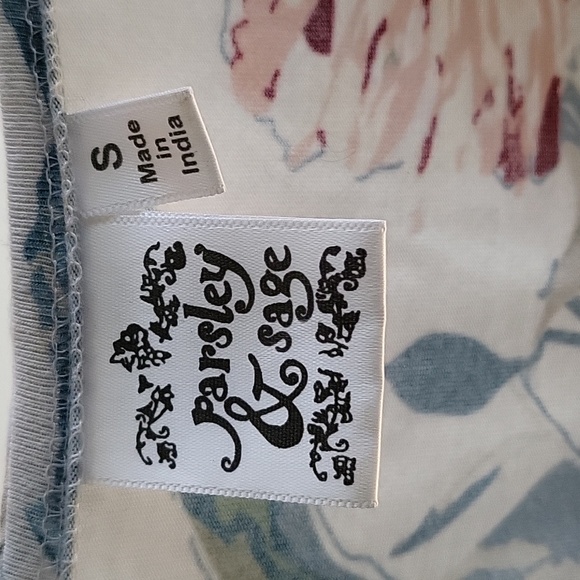 S
Made
in
India
parsley
& sage